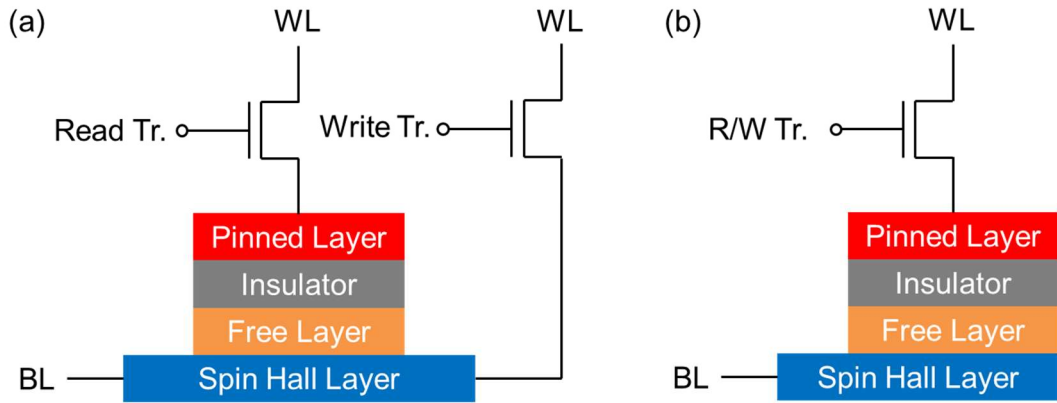 (a)
WL
WL
Read Tr.
Write Tr.
Pinned Layer
Insulator
Free Layer
BL
Spin Hall Layer
(b)
WL
R/W Tr.
Pinned Layer
Insulator
Free Layer
BL
Spin Hall Layer